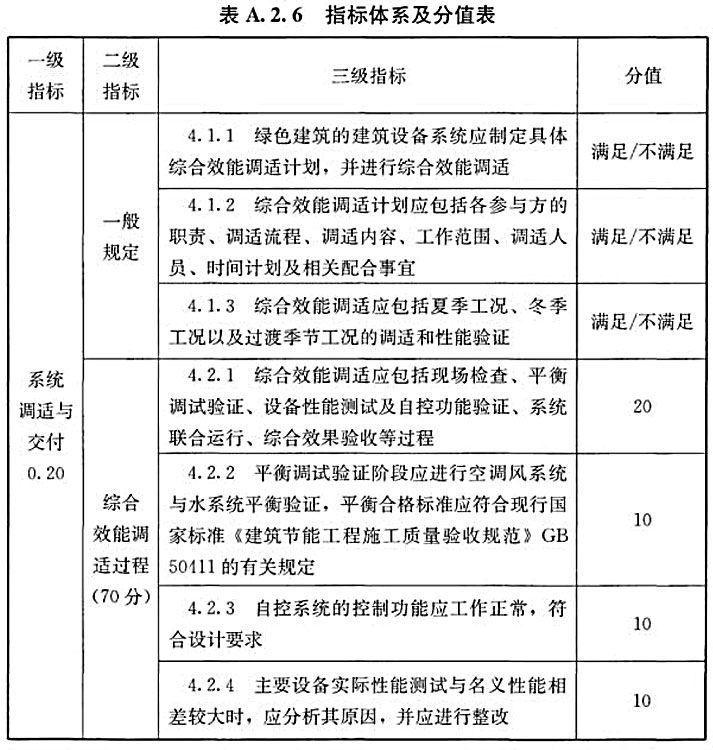 表 A.2.6 指标体系及分值表
一级
指标
二级
指标
三级指标
分值
系统
调适与
交付
0.20
一般
规定
4.1.1 绿色建筑的建筑设备系统应制定具体
综合效能调适计划，并进行综合效能调适
满足/不满足
4.1.2 综合效能调适计划应包括各参与方的
职责、调适流程、调适内容、工作范围、调适人
员、时间计划及相关配合事宜
满足/不满足
4.1.3 综合效能调适应包括夏季工况、冬季
工况以及过渡季节工况的调适和性能验证
满足/不满足
综合
效能调
适过程
(70分)
4.2.1 综合效能调适应包括现场检查、平衡
调试验证、设备性能测试及自控功能验证、系统
联合运行、综合效果验收等过程
20
4.2.2 平衡调试验证阶段应进行空调风系统
与水系统平衡验证，平衡合格标准应符合现行国
家标准《建筑节能工程施工质量验收规范》GB
50411的有关规定
10
4.2.3 自控系统的控制功能应工作正常，符
合设计要求
10
4.2.4 主要设备实际性能测试与名义性能相
差较大时，应分析其原因，并应进行整改
10